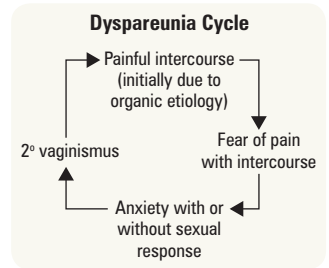 Dyspareunia Cycle
Painful intercourse
(initially due to
organic etiology)
Fear of pain
with intercourse
Anxiety with or
without sexual
response
2º vaginismus